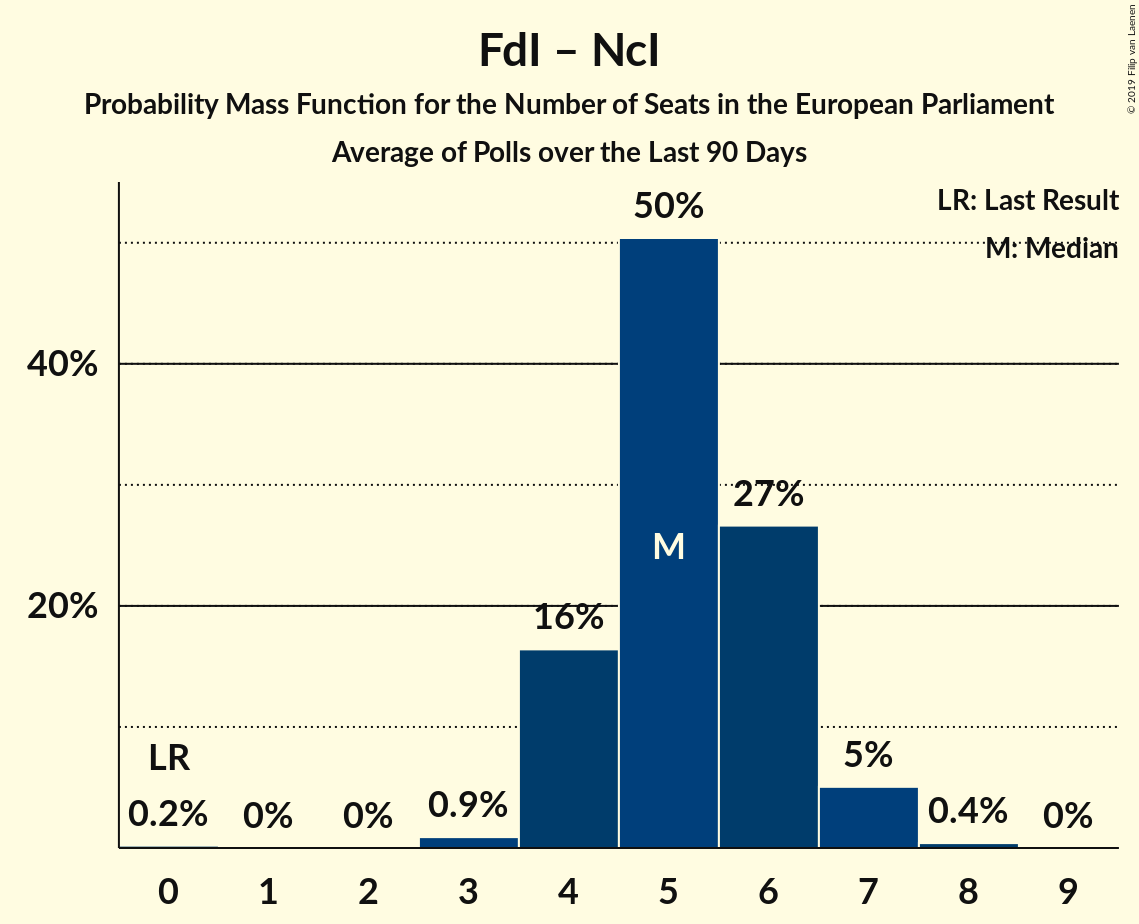 FdI – NcI
Probability Mass Function for the Number of Seats in the European Parliament
Average of Polls over the Last 90 Days
© 2019 Filip van Laenen
LR: Last Result
M: Median
50%
40%
27%
M
20%
16%
LR
5%
0.2%
0%
0%
0.9%
0.4%
0%
0 1 2 3 4 5 6 7 8 9